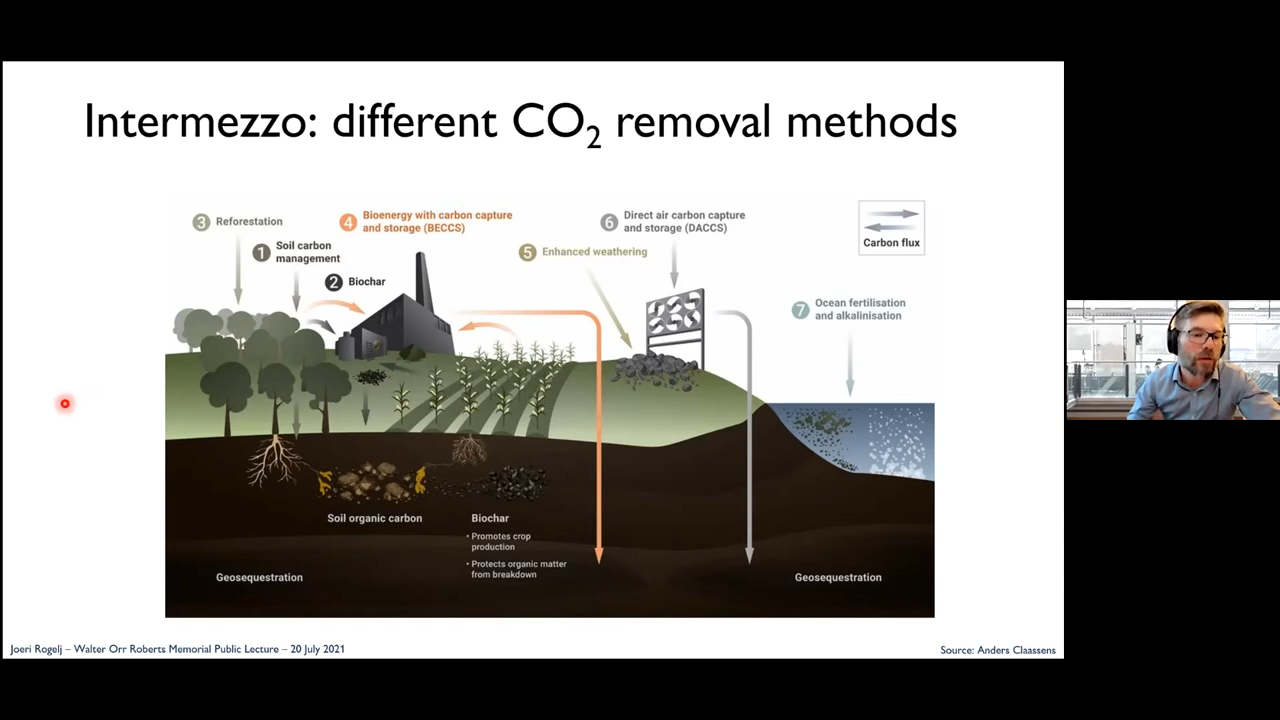 Intermezzo: different CO₂ removal methods
3 Reforestation
1 Soil carbon
management
2 Biochar
4 Bioenergy with carbon capture
and storage (BECCS)
5 Enhanced weathering
6 Direct air carbon capture
and storage (DACCS)
Carbon flux
7 Ocean fertilisation
and alkalinisation
Soil organic carbon
Biochar
• Promotes crop
production
• Protects organic matter
from breakdown
Geosequestration
Geosequestration
Joeri Rogelj – Walter Orr Roberts Memorial Public Lecture – 20 July 2021
Source: Anders Claassens